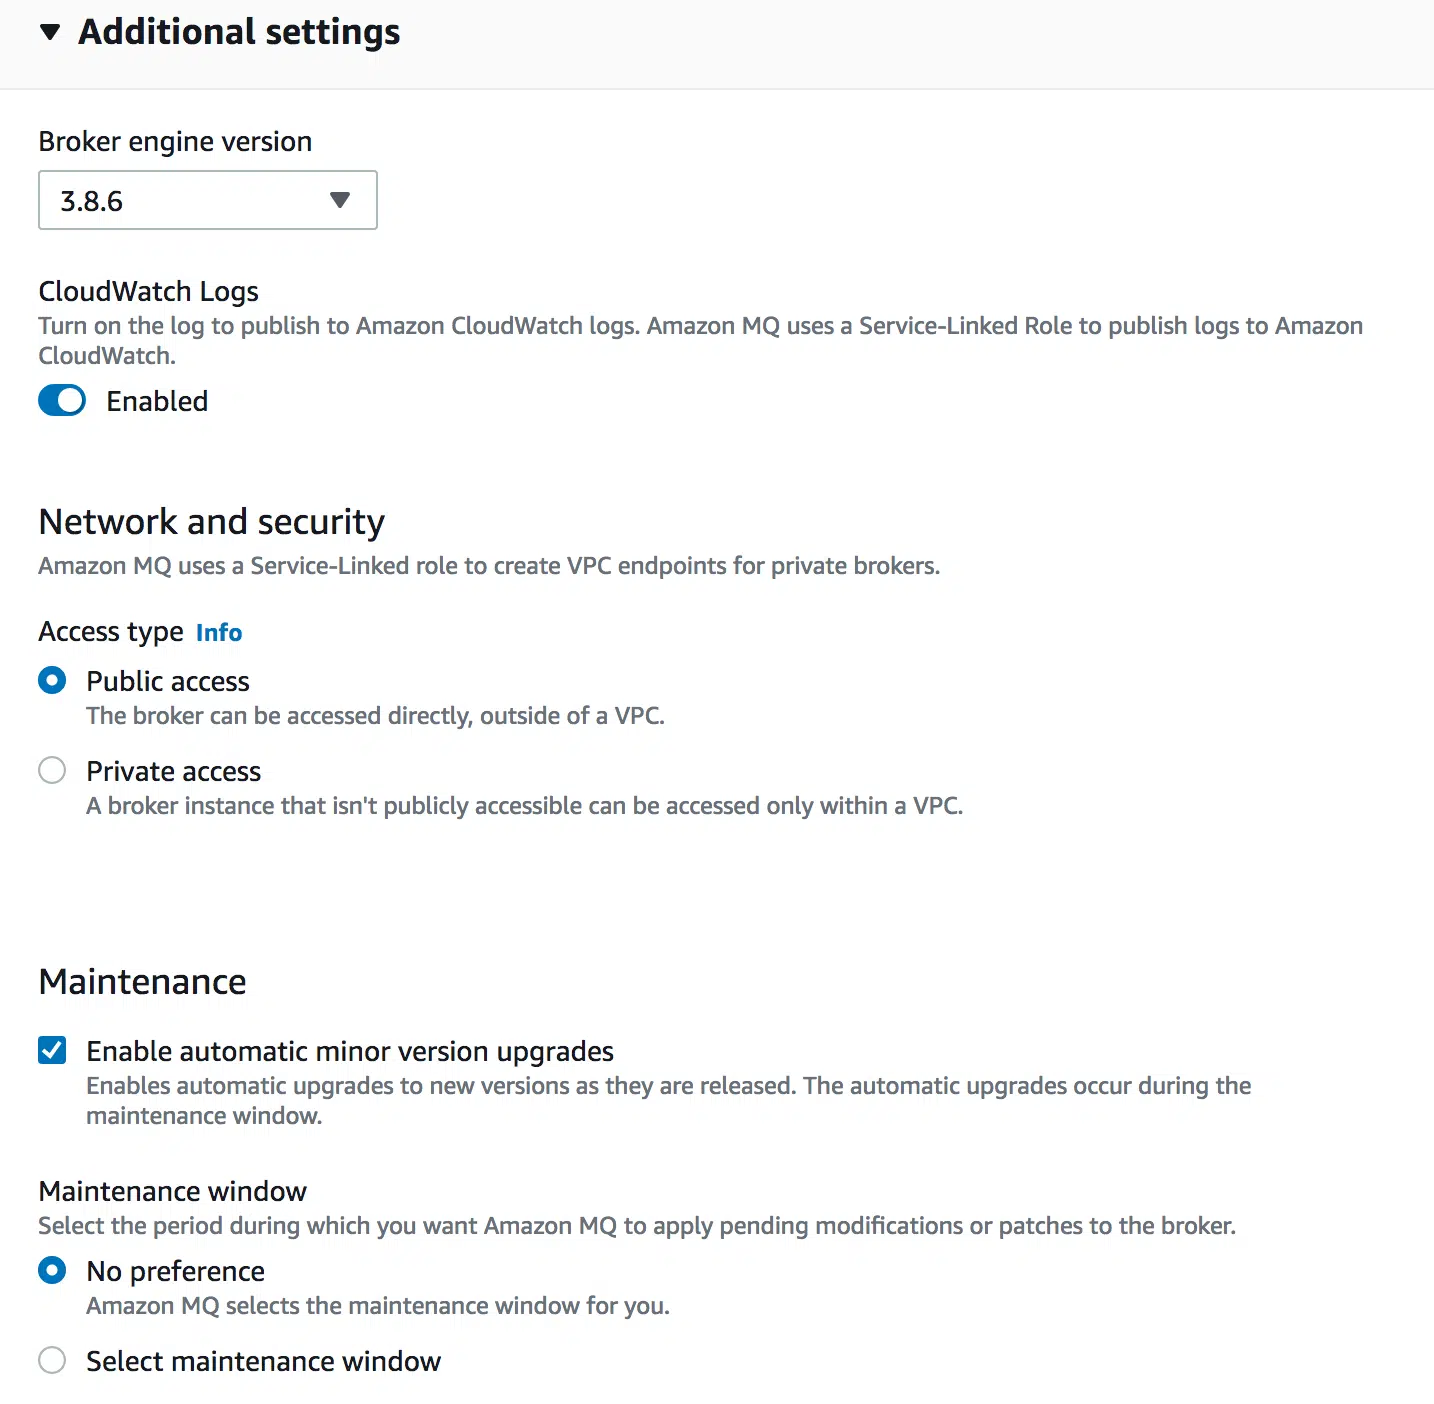 Additional settings
Broker engine version
3.8.6
CloudWatch Logs
Turn on the log to publish to Amazon CloudWatch logs. Amazon MQ uses a Service-Linked Role to publish logs to Amazon
CloudWatch.
Enabled
Network and security
Amazon MQ uses a Service-Linked role to create VPC endpoints for private brokers.
Access type Info
Public access
The broker can be accessed directly, outside of a VPC.
Private access
A broker instance that isn't publicly accessible can be accessed only within a VPC.
Maintenance
Enable automatic minor version upgrades
Enables automatic upgrades to new versions as they are released. The automatic upgrades occur during the
maintenance window.
Maintenance window
Select the period during which you want Amazon MQ to apply pending modifications or patches to the broker.
No preference
Amazon MQ selects the maintenance window for you.
Select maintenance window